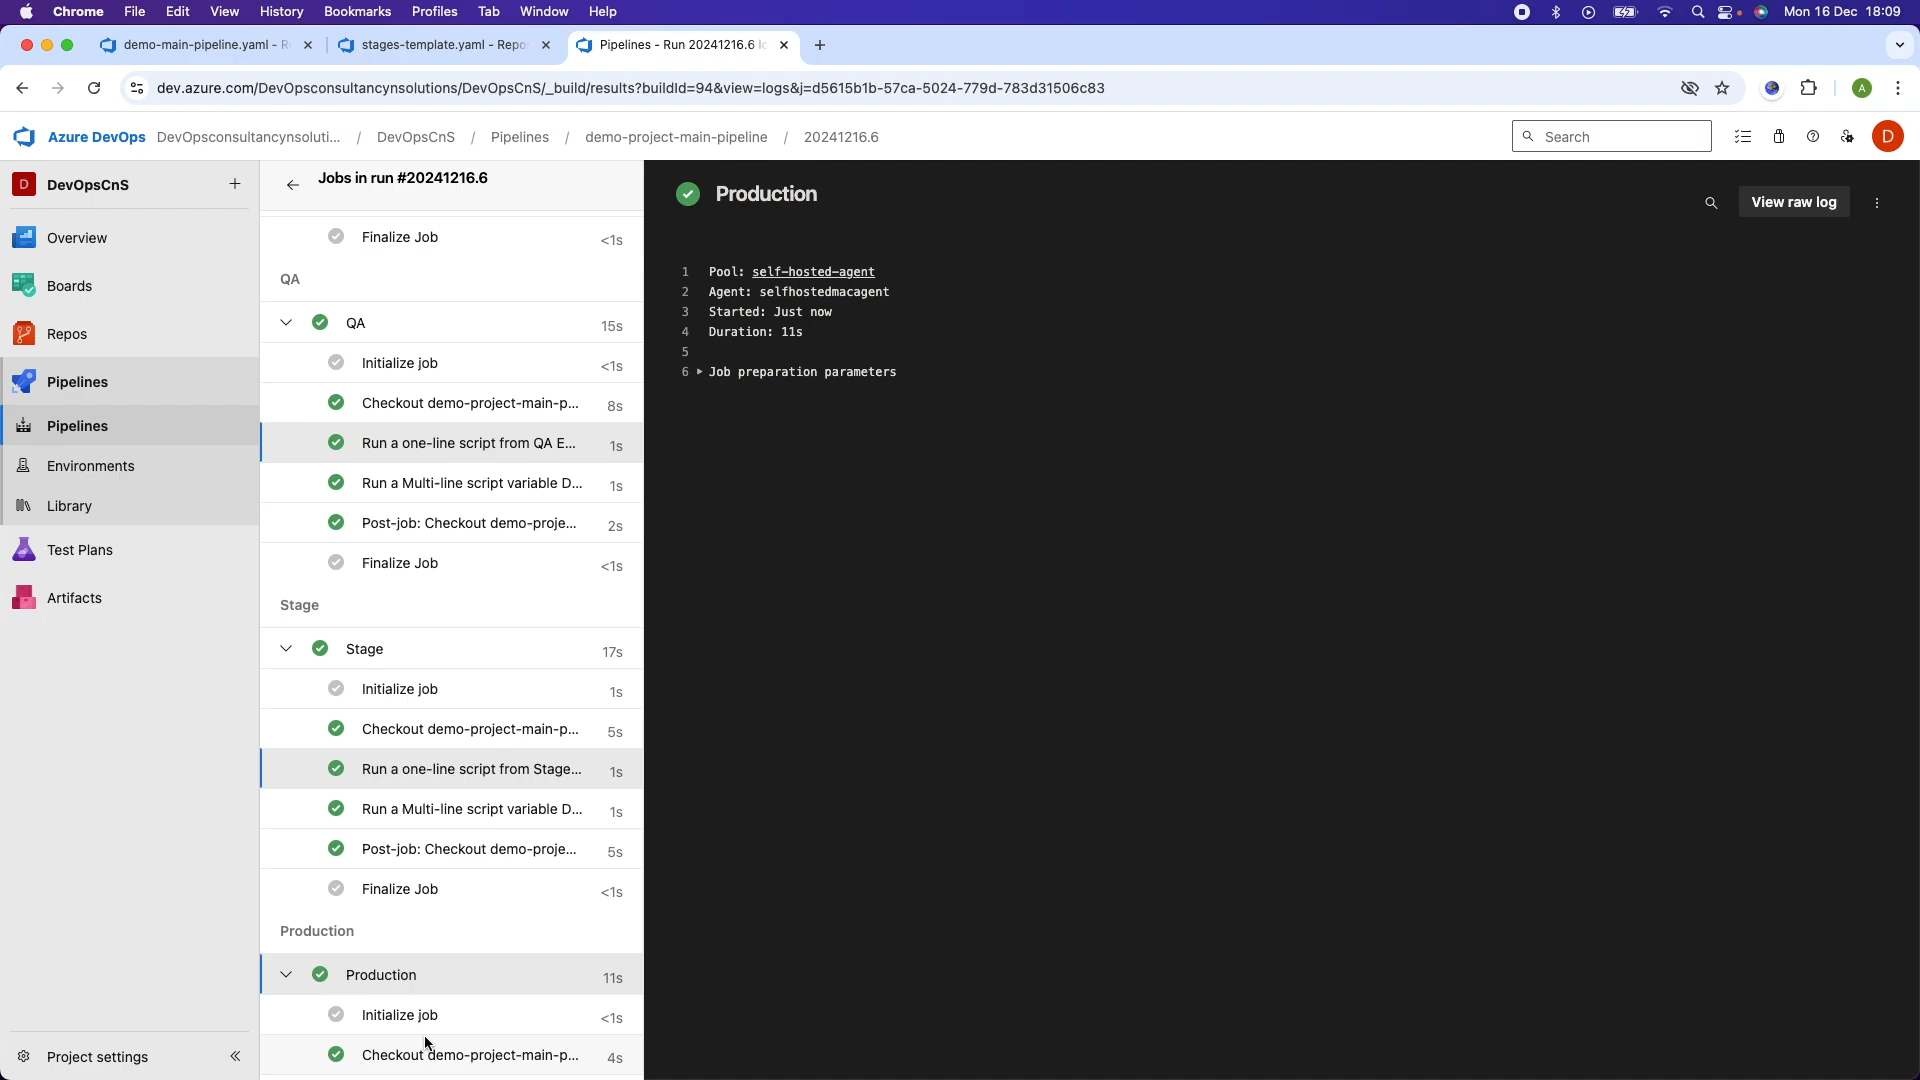 Chrome File Edit View History Bookmarks Profiles Tab Window Help Mon 16 Dec 18:09
demo-main-pipeline.yaml - R stages-template.yaml - Repo Pipelines - Run 20241216.6 lo
dev.azure.com/DevOpsconsultancynsolutions/DevOpsCnS/_build/results?buildId=94&view=logs&j=d5615b1b-57ca-5024-779d-783d31506c83 A
Azure DevOps DevOpsconsultancynsoluti... / DevOpsCnS / Pipelines / demo-project-main-pipeline / 20241216.6 Search D
D DevOpsCnS
Overview
Boards
Repos
Pipelines
Pipelines
Environments
Library
Test Plans
Artifacts
Project settings
Jobs in run #20241216.6
Finalize Job <1s
QA
QA 15s
Initialize job <1s
Checkout demo-project-main-p... 8s
Run a one-line script from QA E... 1s
Run a Multi-line script variable D... 1s
Post-job: Checkout demo-proje... 2s
Finalize Job <1s
Stage
Stage 17s
Initialize job 1s
Checkout demo-project-main-p... 5s
Run a one-line script from Stage... 1s
Run a Multi-line script variable D... 1s
Post-job: Checkout demo-proje... 5s
Finalize Job <1s
Production
Production 11s
Initialize job <1s
Checkout demo-project-main-p... 4s
Production
View raw log
1 Pool: self-hosted-agent
2 Agent: selfhostedmacagent
3 Started: Just now
4 Duration: 11s
5
6 Job preparation parameters